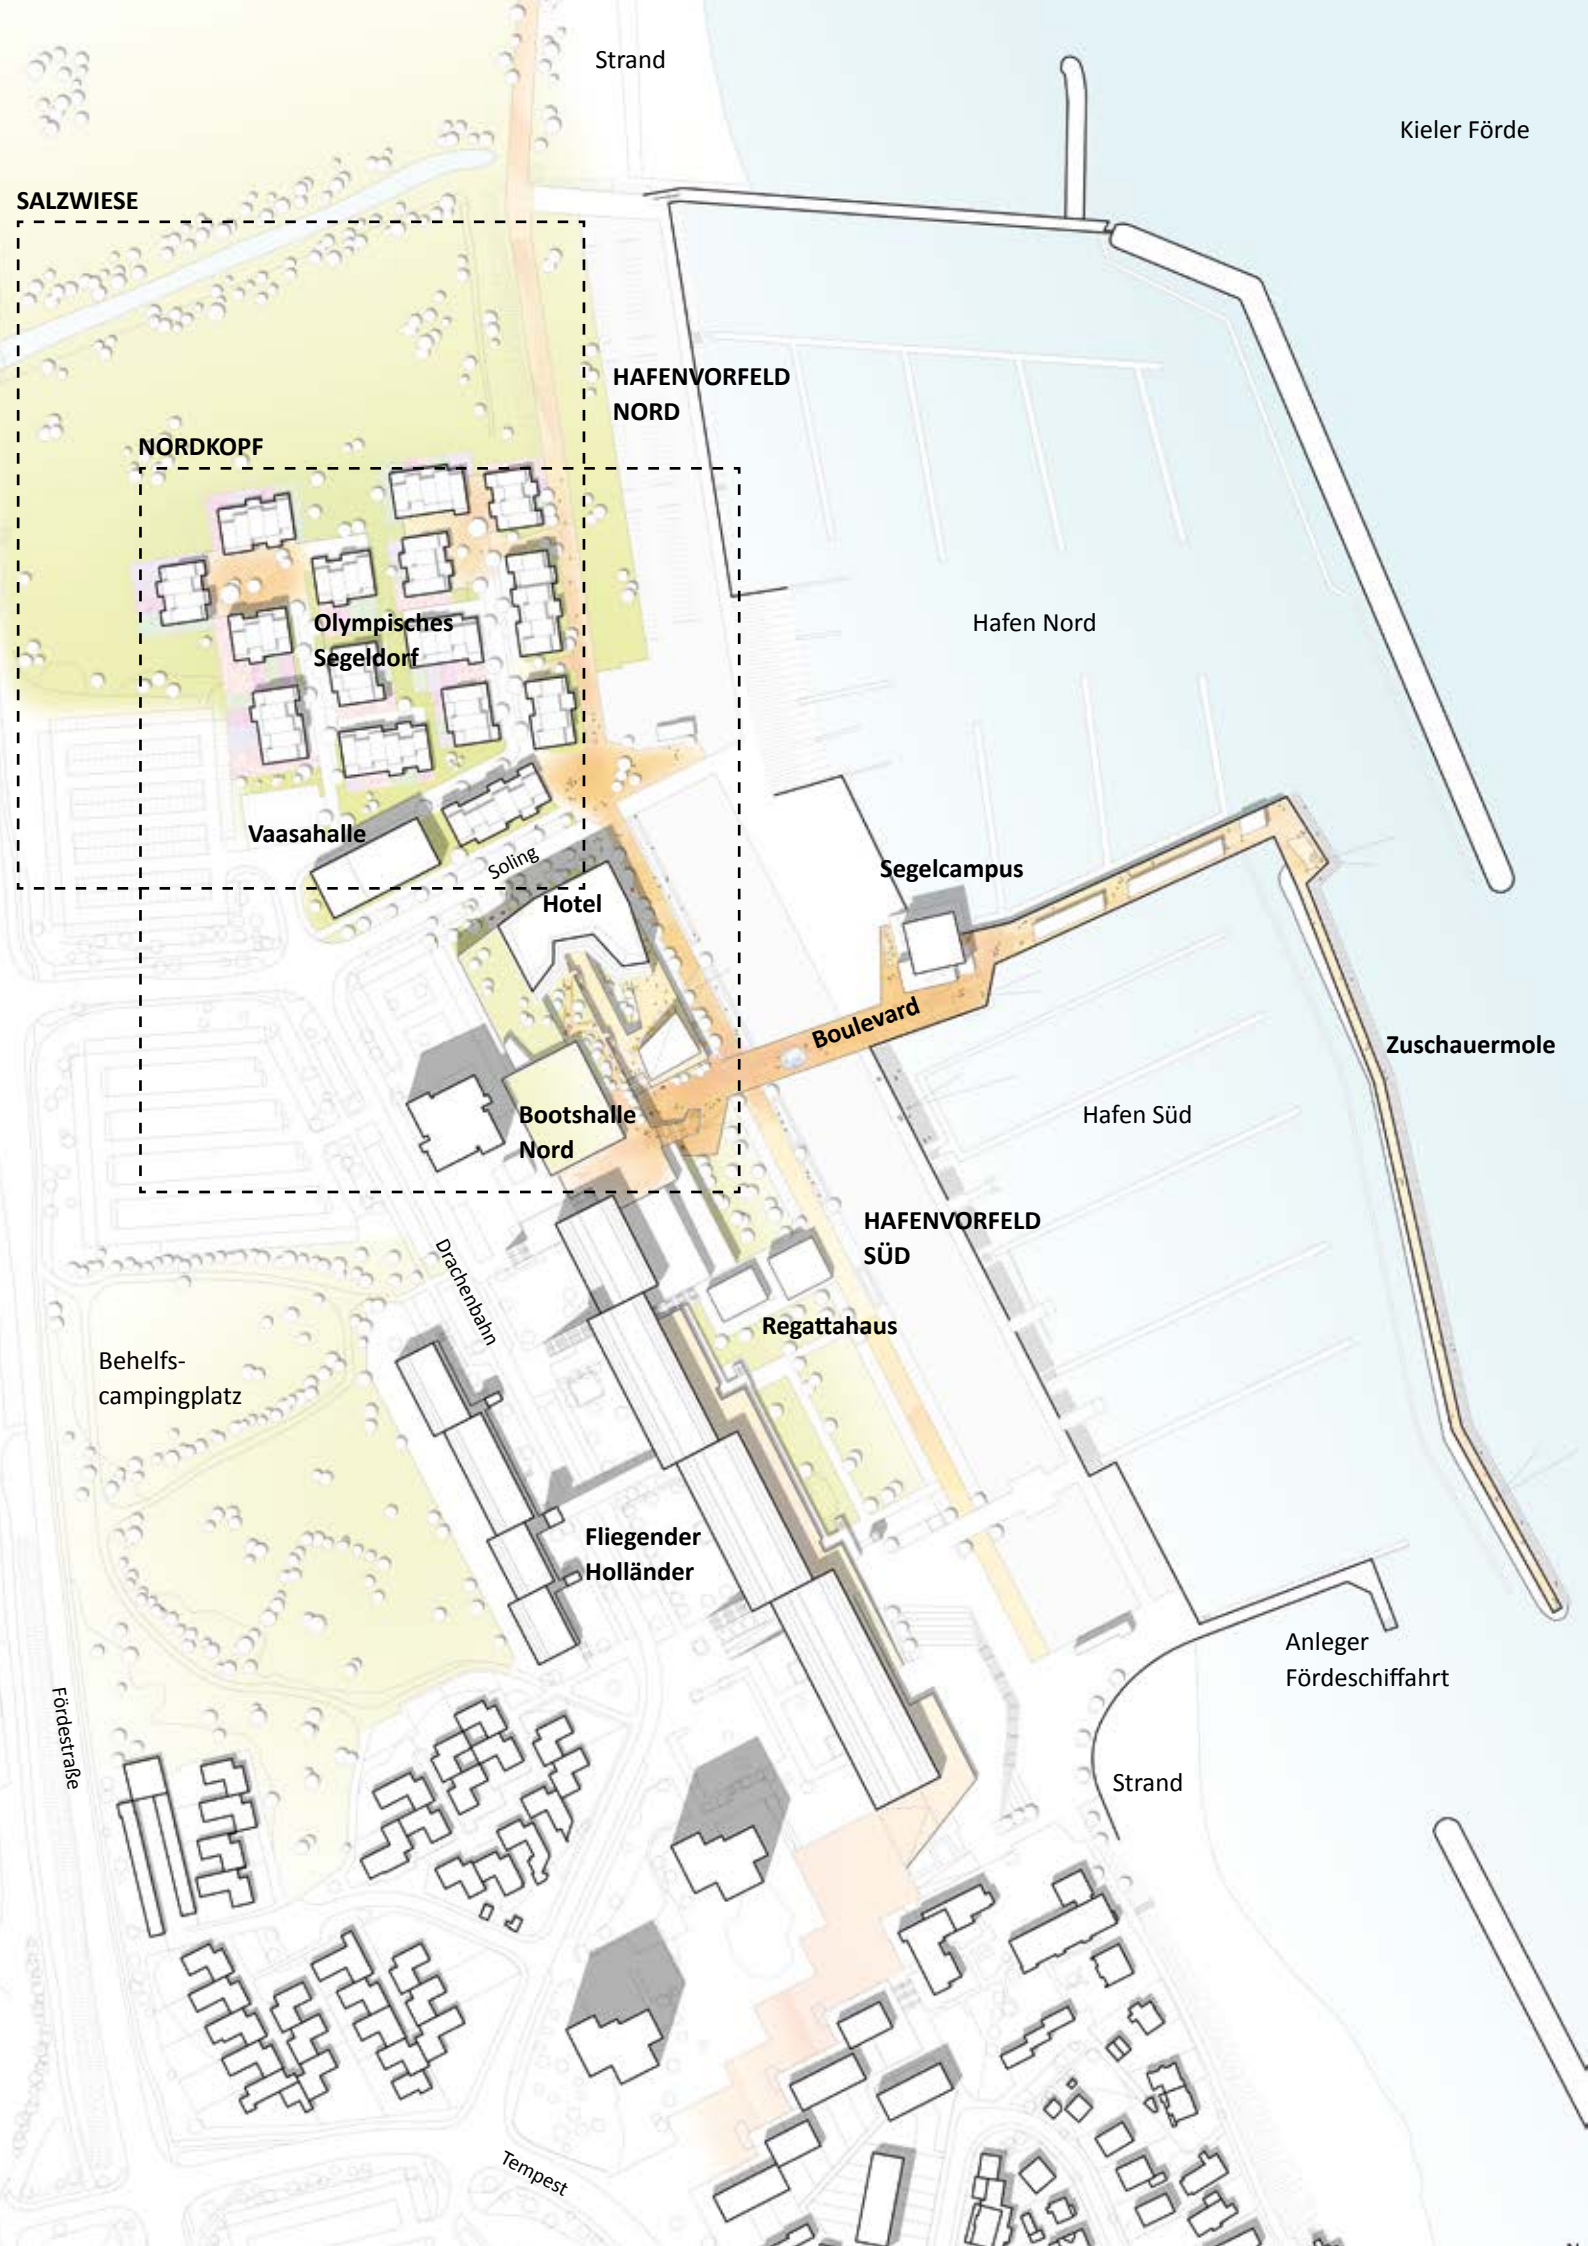 Strand
Kieler Förde
SALZWIESE
HAFENVORFELD
NORD
NORDKOPF
Olympisches
Segeldorf
Hafen Nord
Vaasahalle
Soling
Segelcampus
Hotel
Boulevard
Zuschauermole
Bootshalle
Nord
Hafen Süd
HAFENVORFELD
SÜD
Drachenbahn
Regattahaus
Behelfs-
campingplatz
Fliegender
Holländer
Anleger
Fördeschiffahrt
Fördestraße
Strand
Tempest